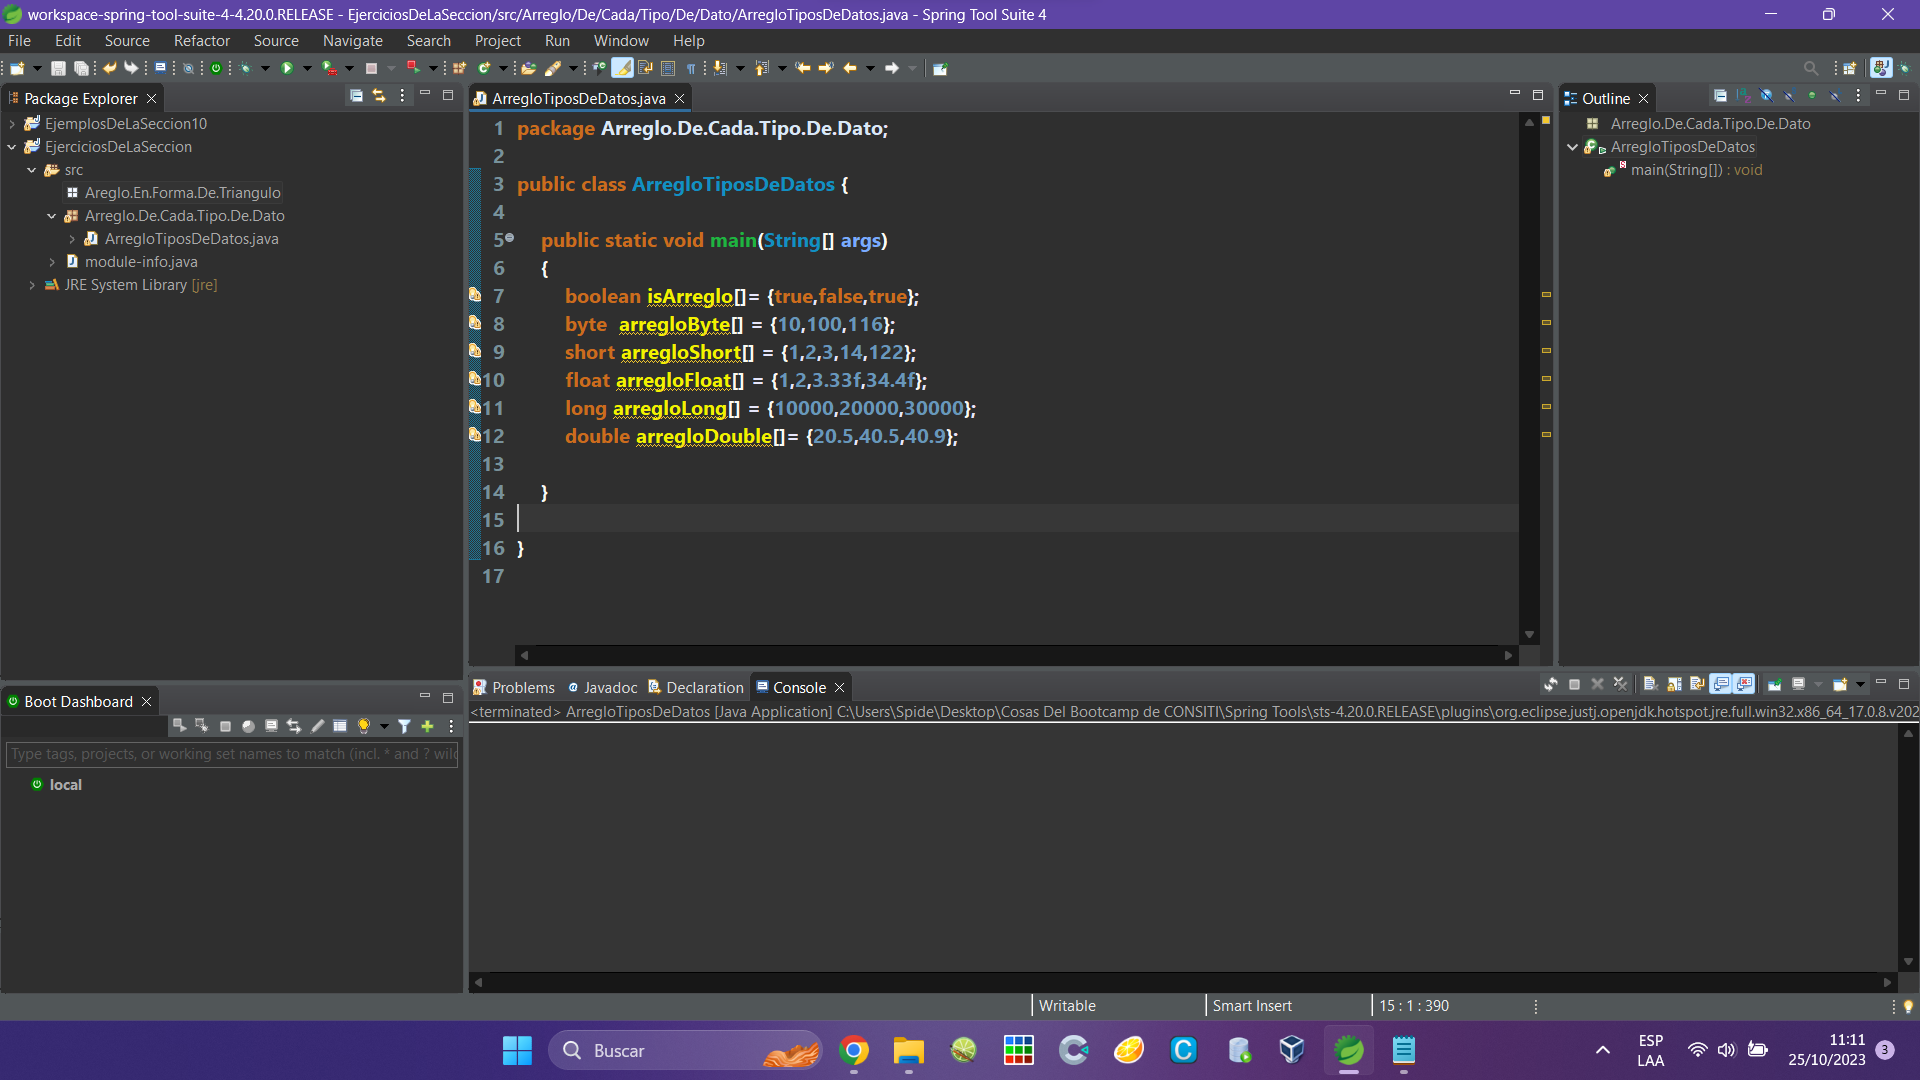 workspace-spring-tool-suite-4-4.20.0.RELEASE - EjerciciosDeLaSeccion/src/Arreglo/De/Cada/Tipo/De/Dato/ArregloTiposDeDatos.java - Spring Tool Suite 4
File Edit Source Refactor Source Navigate Search Project Run Window Help
Package Explorer
EjemplosDeLaSeccion10
EjerciciosDeLaSeccion
src
Areglo.En.Forma.De.Triangulo
Arreglo.De.Cada.Tipo.De.Dato
ArregloTiposDeDatos.java
module-info.java
JRE System Library [jre]
ArregloTiposDeDatos.java
1 package Arreglo.De.Cada.Tipo.De.Dato;
2
3 public class ArregloTiposDeDatos {
4
5 public static void main(String[] args)
6 {
7 boolean isArreglo[]= {true,false,true};
8 byte arregloByte[] = {10,100,116};
9 short arregloShort[] = {1,2,3,14,122};
10 float arregloFloat[] = {1,2,3.33f,34.4f};
11 long arregloLong[] = {10000,20000,30000};
12 double arregloDouble[]= {20.5,40.5,40.9};
13
14 }
15
16 }
17
Outline
Arreglo.De.Cada.Tipo.De.Dato
ArregloTiposDeDatos
main(String[]) : void
Boot Dashboard
Type tags, projects, or working set names to match (incl. * and ? wild
local
Problems Javadoc Declaration Console
<terminated> ArregloTiposDeDatos [Java Application] C:\Users\Spide\Desktop\Cosas Del Bootcamp de CONSITI\Spring Tools\sts-4.20.0.RELEASE\plugins\org.eclipse.justj.openjdk.hotspot.jre.full.win32.x86_64_17.0.8.v202
Writable Smart Insert 15 : 1 : 390
Buscar
ESP
LAA
11:11
25/10/2023
3